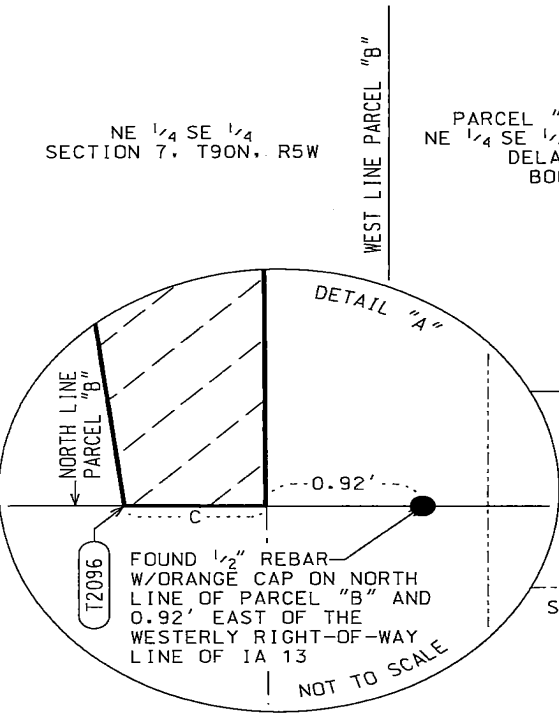 NE 1/4 SE 1/4
SECTION 7, T90N, R5W
WEST LINE PARCEL "B"
PARCEL "
NE 1/4 SE 1/
DELA
BO
DETAIL "A"
NORTH LINE
PARCEL "B"
0.92'
C
T2096
FOUND 1/2" REBAR
W/ORANGE CAP ON NORTH
LINE OF PARCEL "B" AND
0.92' EAST OF THE
WESTERLY RIGHT-OF-WAY
LINE OF IA 13
S
NOT TO SCALE